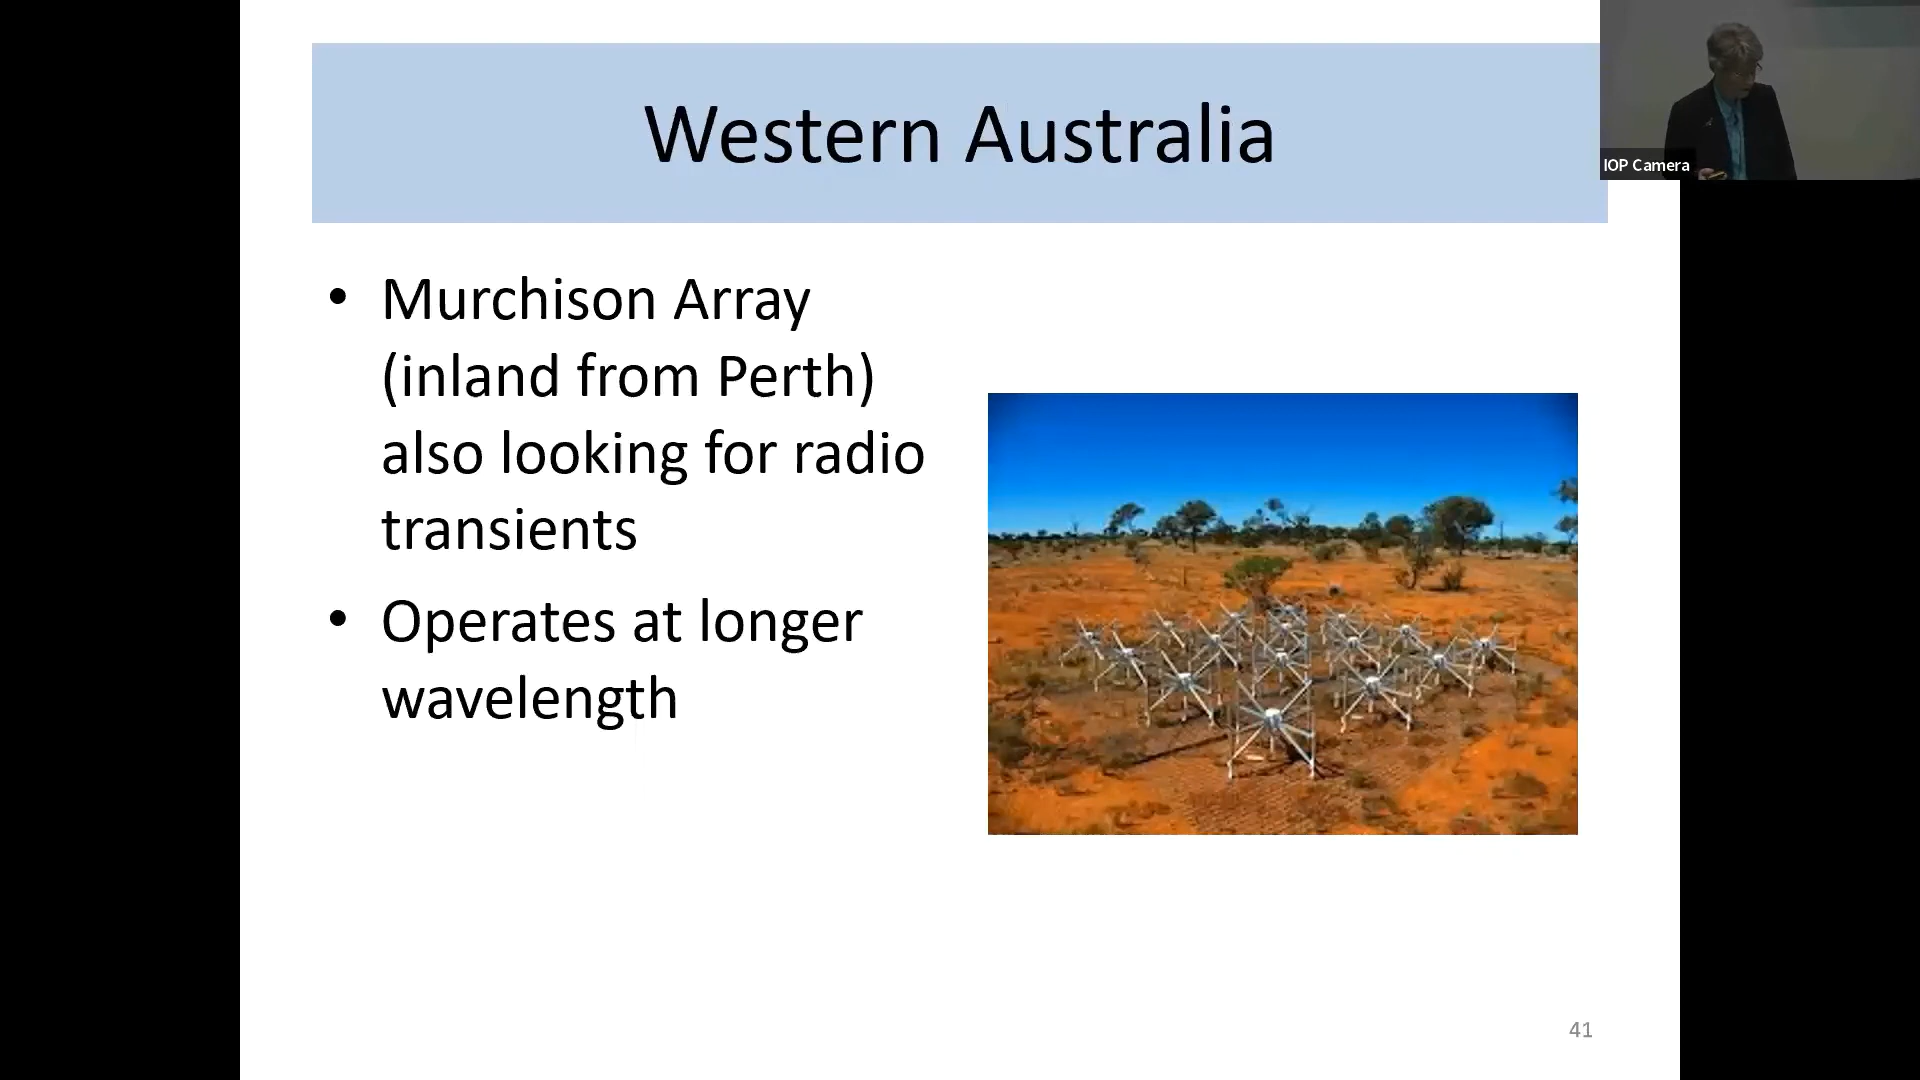 Western Australia
IOP Camera
• Murchison Array
(inland from Perth)
also looking for radio
transients
• Operates at longer
wavelength
41